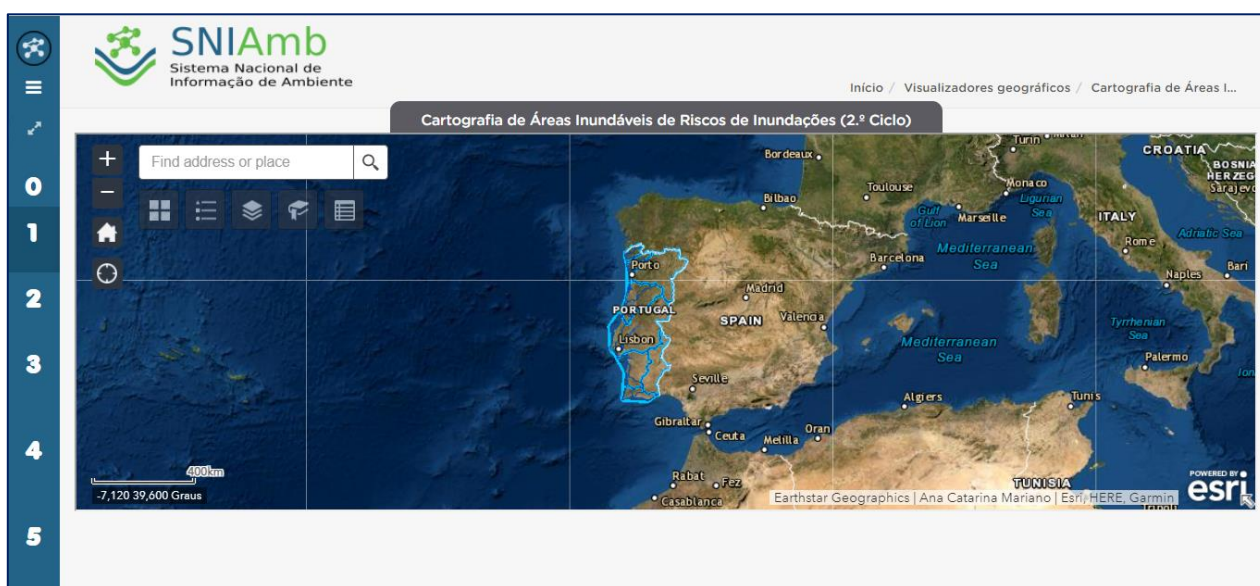 SNIAmb
Sistema Nacional de
Informação de Ambiente
Início / Visualizadores geográficos / Cartografia de Áreas I...
Cartografia de Áreas Inundáveis de Riscos de Inundações (2.º Ciclo)
0
1
2
3
4
5
+
−
Find address or place
Bordeaux
Turin
CROATIA
BOSNIA
HERZEG
Sarajevo
Toulouse
Monaco
Bilbao
Ligurian
Sea
Gulf
of Lion
Marseille
ITALY
Adriatic Sea
Rome
Mediterranean
Sea
Barcelona
Porto
Naples
Bari
Madrid
PORTUGAL
SPAIN
Valencia
Tyrrhenian
Sea
Lisbon
Mediterranean
Sea
Palermo
Ion
Seville
Algiers
Tunis
Gibraltar
Ceuta
Melilla
Oran
400km
Rabat
Fez
TUNISIA
POWERED BY
esri
-7,120 39,600 Graus
Casablanca
Earthstar Geographics | Ana Catarina Mariano | Esri, HERE, Garmin